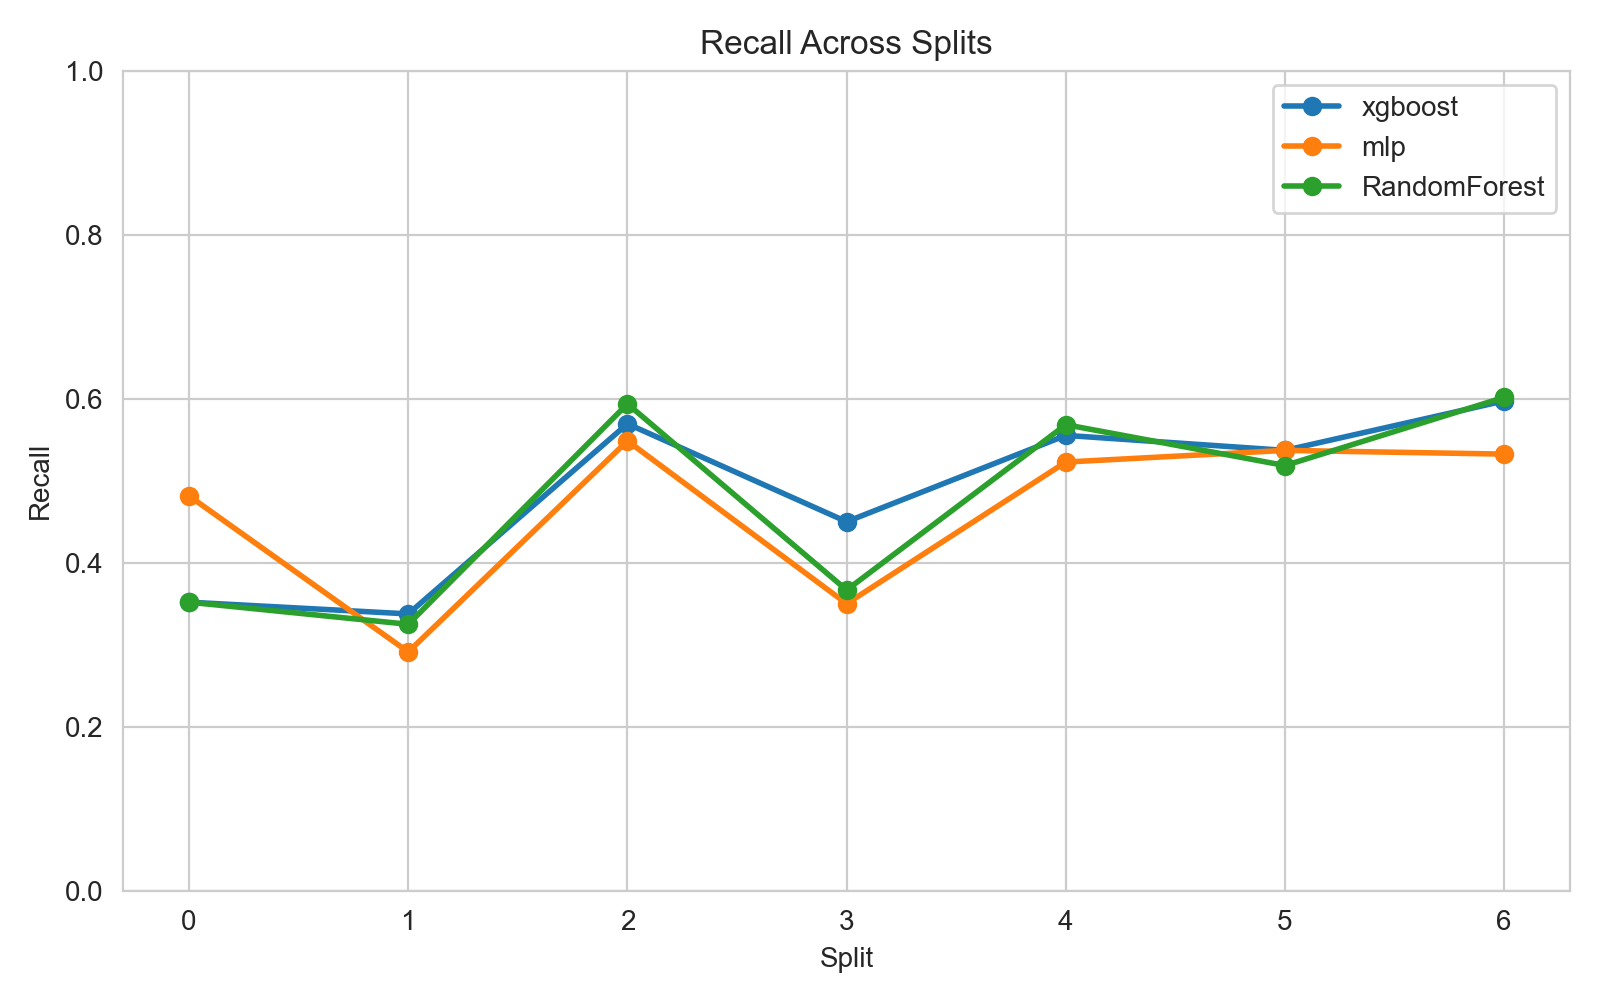 Recall Across Splits
1.0
0.8
0.6
0.4
0.2
0.0
Recall
xgboost
mlp
RandomForest
0 1 2 3 4 5 6
Split